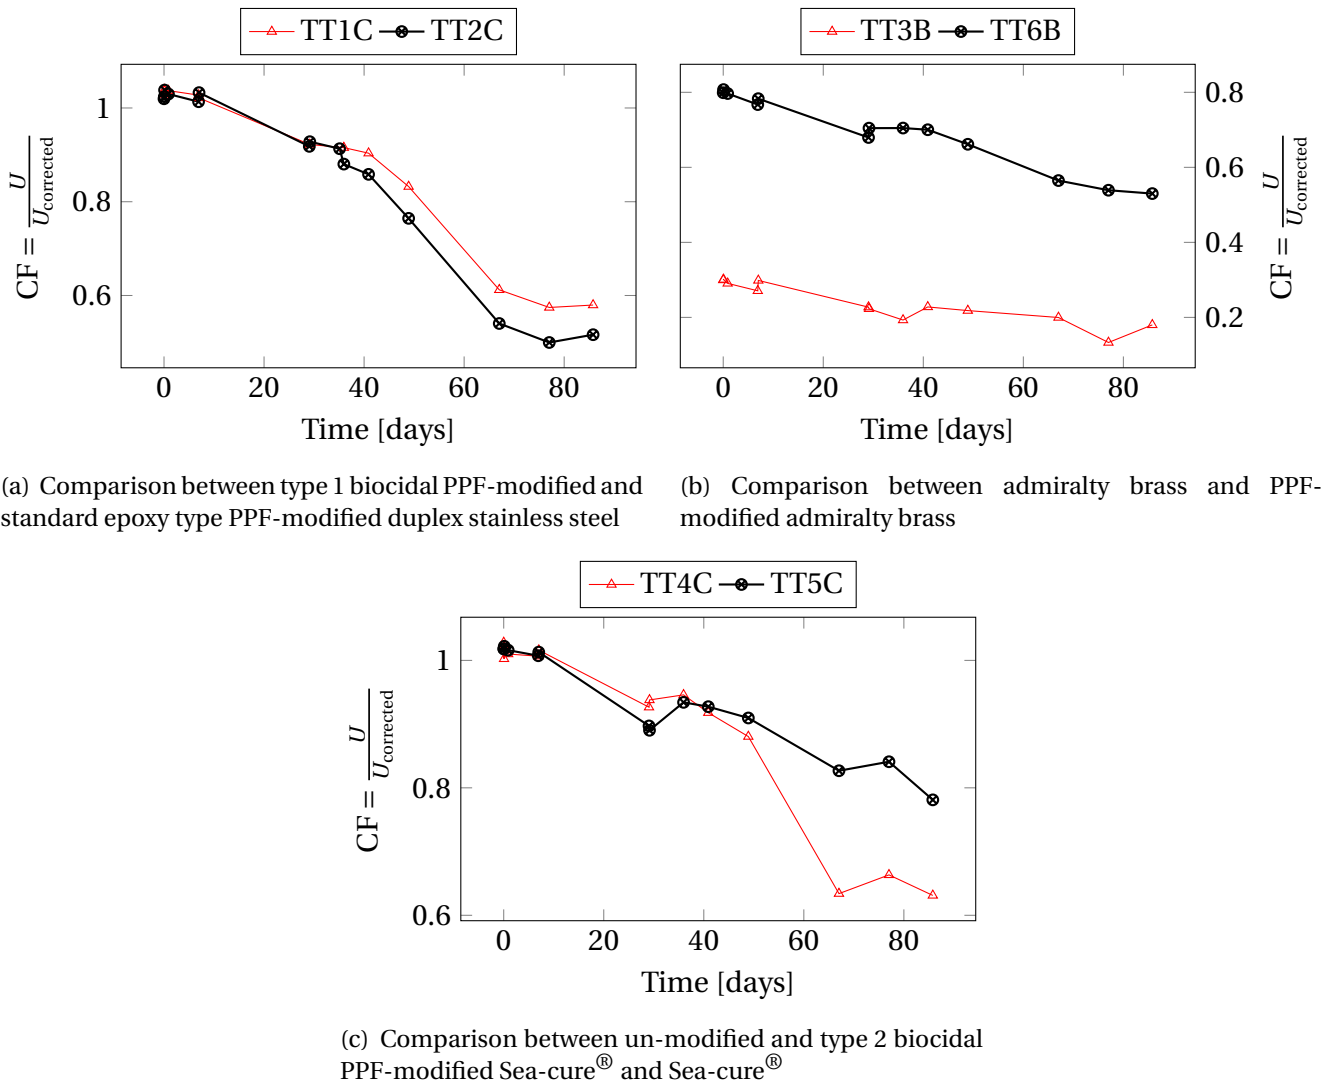 TT1C TT2C
1
0.8
0.6
CF = U / U corrected
0 20 40 60 80
Time [days]
(a) Comparison between type 1 biocidal PPF-modified and
standard epoxy type PPF-modified duplex stainless steel
TT3B TT6B
0.8
0.6
0.4
0.2
CF = U / U corrected
0 20 40 60 80
Time [days]
(b) Comparison between admiralty brass and PPF-
modified admiralty brass
TT4C TT5C
1
0.8
0.6
CF = U / U corrected
0 20 40 60 80
Time [days]
(c) Comparison between un-modified and type 2 biocidal
PPF-modified Sea-cure® and Sea-cure®